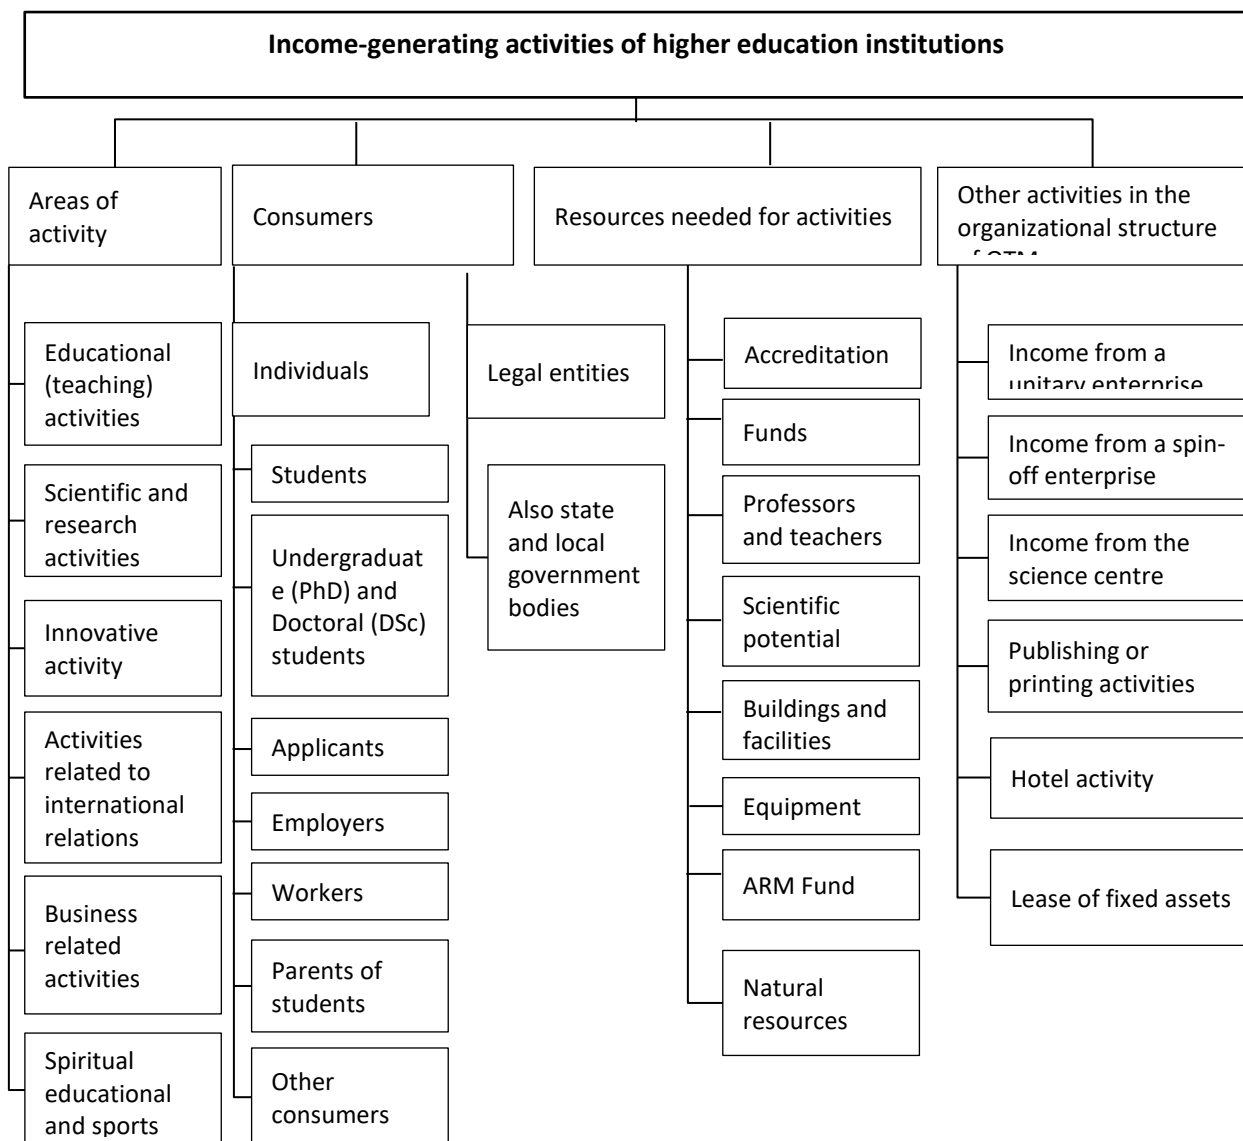 Income-generating activities of higher education institutions
Areas of
activity
Consumers
Resources needed for activities
Other activities in the
organizational structure
Educational
(teaching)
activities
Scientific and
research
activities
Innovative
activity
Activities
related to
international
relations
Business
related
activities
Spiritual
educational
and sports
Individuals
Students
Undergraduat
e (PhD) and
Doctoral (DSc)
students
Applicants
Employers
Workers
Parents of
students
Other
consumers
Legal entities
Also state
and local
government
bodies
Accreditation
Funds
Professors
and teachers
Scientific
potential
Buildings and
facilities
Equipment
ARM Fund
Natural
resources
Income from a
unitary enterprise
Income from a spin-
off enterprise
Income from the
science centre
Publishing or
printing activities
Hotel activity
Lease of fixed assets